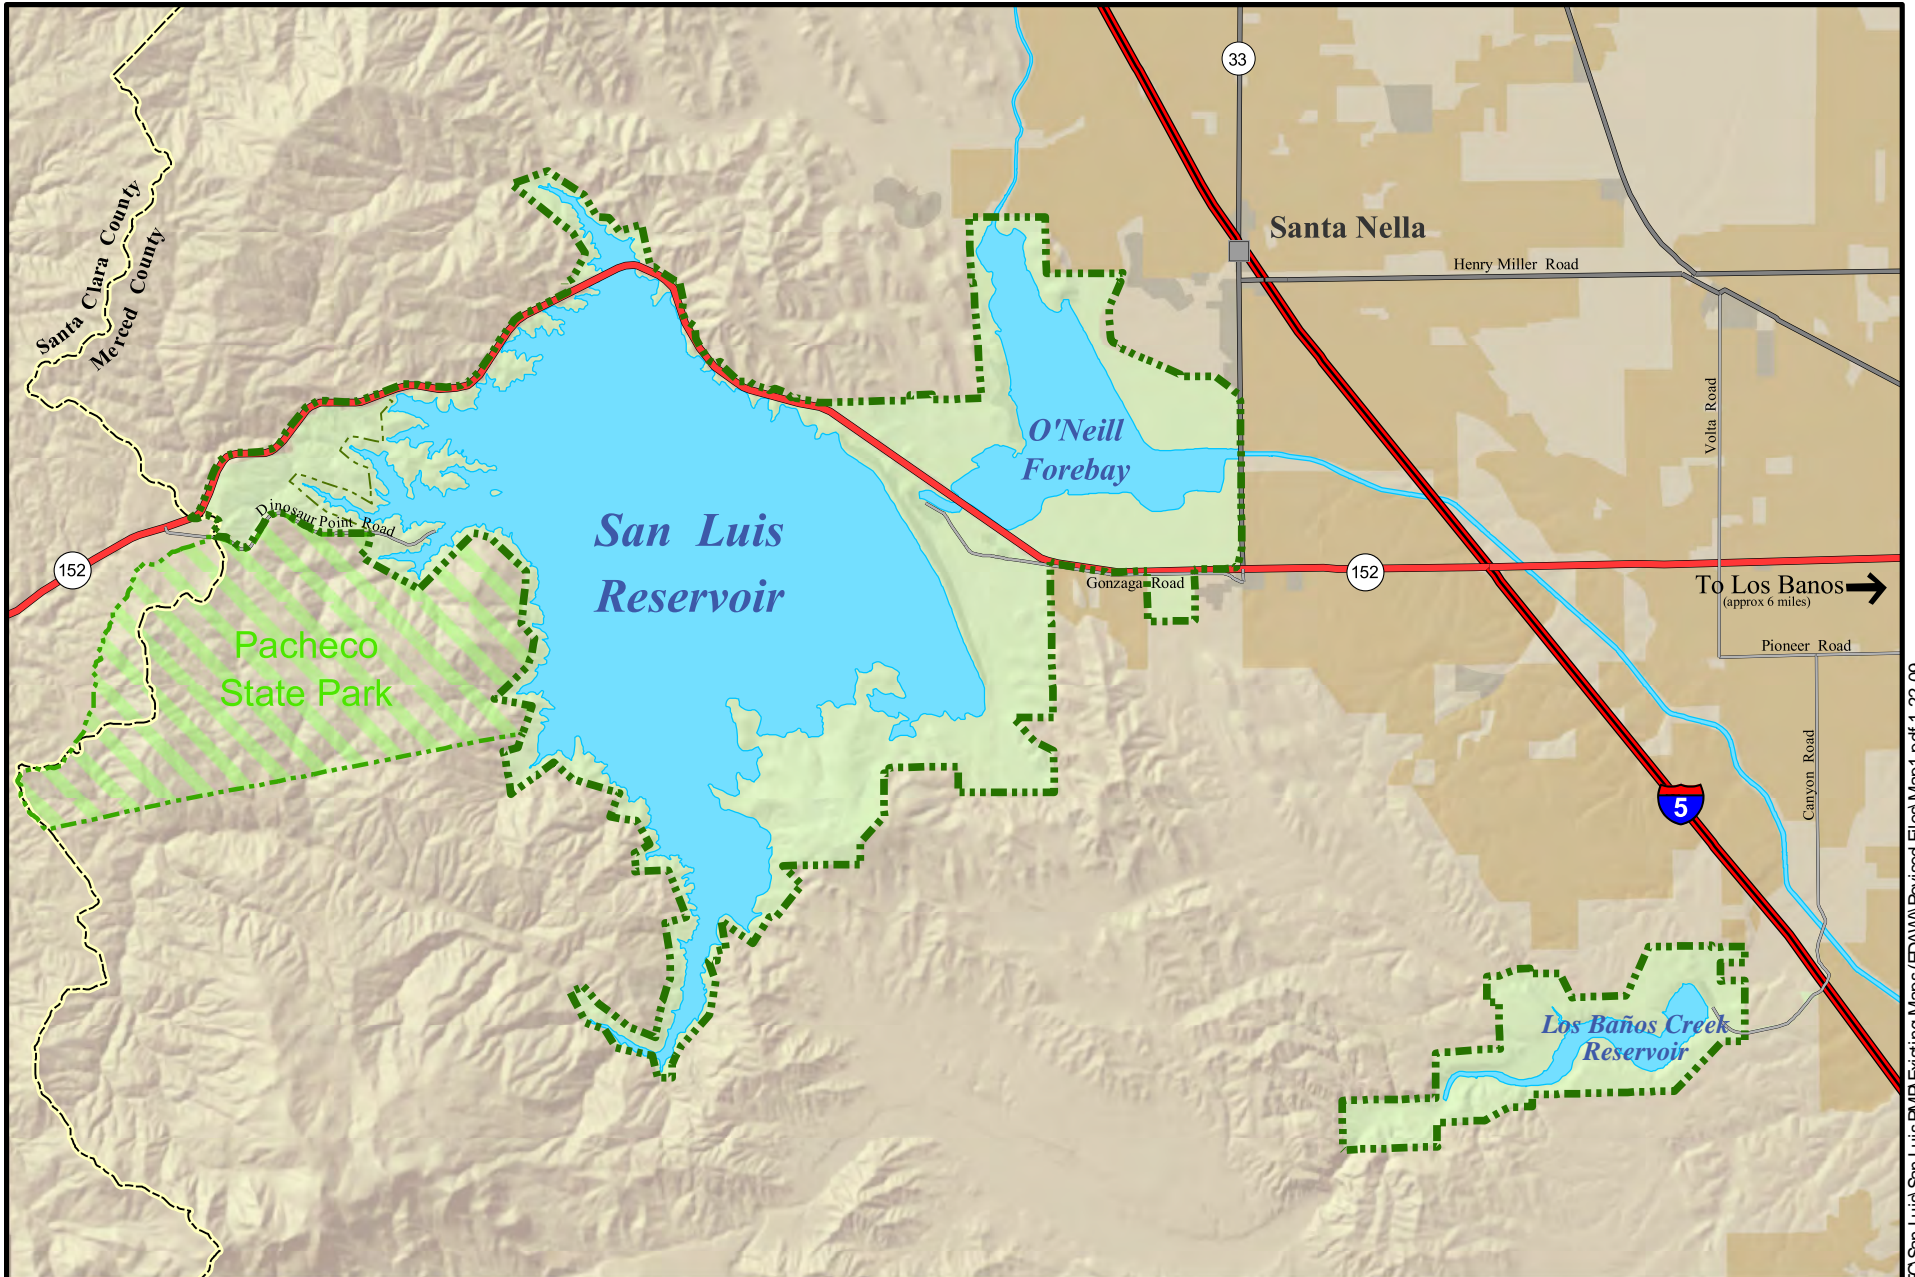 33
Santa Clara County
Merced County
Santa Nella
Henry Miller Road
Volta Road
O'Neill
Forebay
Dinosaur Point Road
San Luis
Reservoir
152
152
Gonzaga Road
To Los Banos
(approx 6 miles)
Pioneer Road
Pacheco
State Park
Canyon Road
5
Los Baños Creek
Reservoir